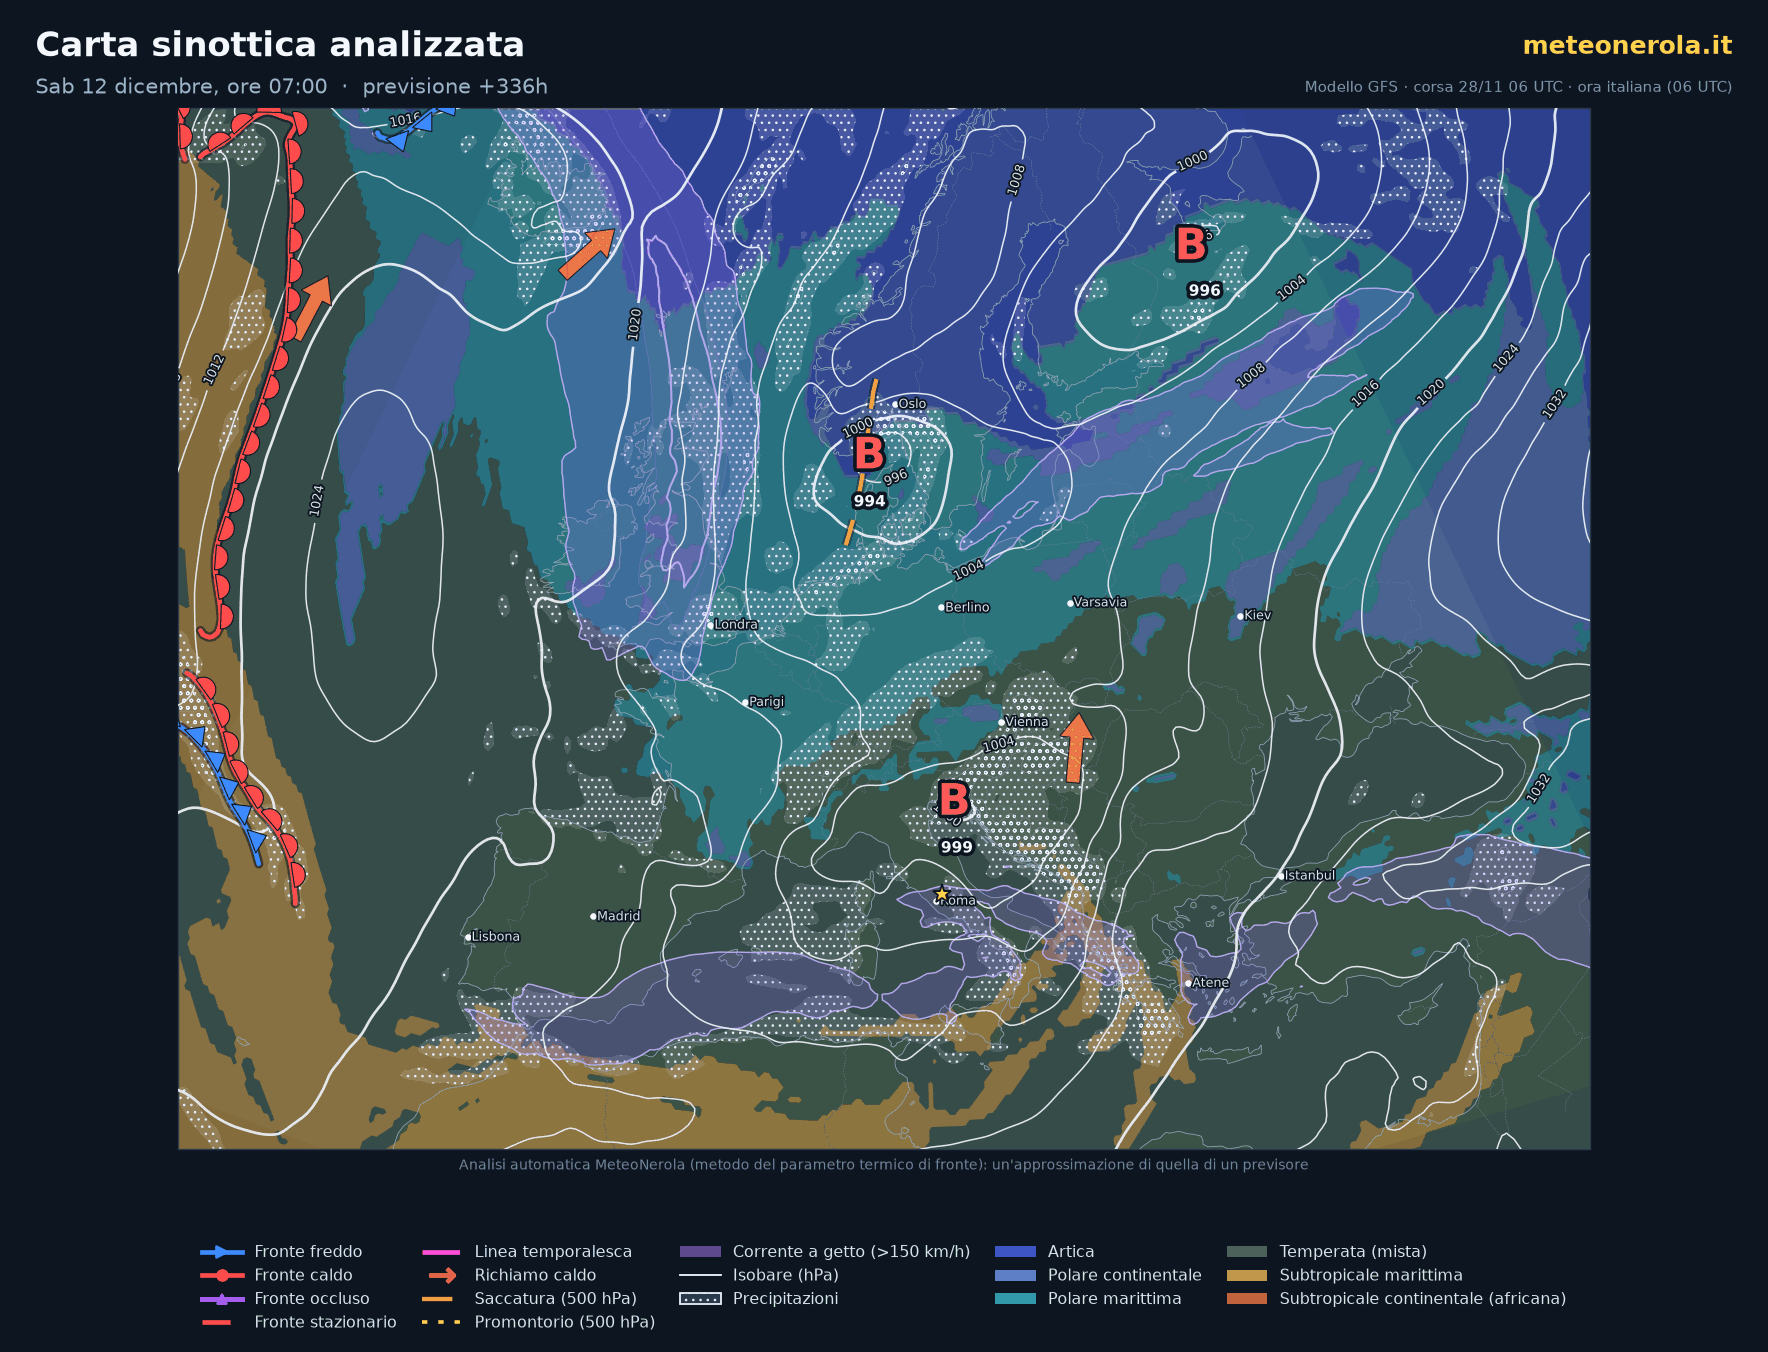 Carta sinottica analizzata
meteonerola.it
Sab 12 dicembre, ore 07:00 · previsione +336h
Modello GFS · corsa 28/11 06 UTC · ora italiana (06 UTC)
1016
1000
1008
B
996
1004
1020
1012
1008
1024
1016
1020
1032
Oslo
1000
B
996
994
1024
1004
Berlino
Varsavia
Kiev
Londra
Parigi
Vienna
1004
1032
B
999
Istanbul
Roma
Madrid
Lisbona
Atene
Analisi automatica MeteoNerola (metodo del parametro termico di fronte): un'approssimazione di quella di un previsore
Fronte freddo
Fronte caldo
Fronte occluso
Fronte stazionario
Linea temporalesca
Richiamo caldo
Saccatura (500 hPa)
Promontorio (500 hPa)
Corrente a getto (>150 km/h)
Isobare (hPa)
Precipitazioni
Artica
Polare continentale
Polare marittima
Temperata (mista)
Subtropicale marittima
Subtropicale continentale (africana)